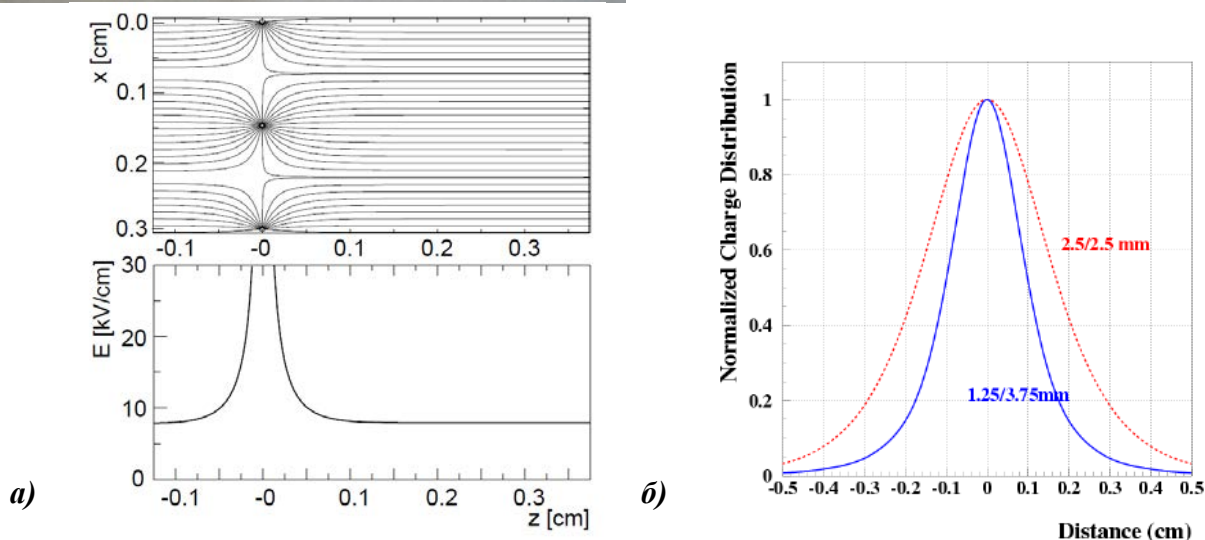 0.0
x [cm]
0.1
0.2
0.3
-0.1 -0 0.1 0.2 0.3
30
E [kV/cm]
20
10
0
-0.1 -0 0.1 0.2 0.3
z [cm]
а)
Normalized Charge Distribution
1
0.8
0.6
0.4
0.2
0
2.5/2.5 mm
1.25/3.75mm
-0.5 -0.4 -0.3 -0.2 -0.1 0 0.1 0.2 0.3 0.4 0.5
Distance (cm)
б)